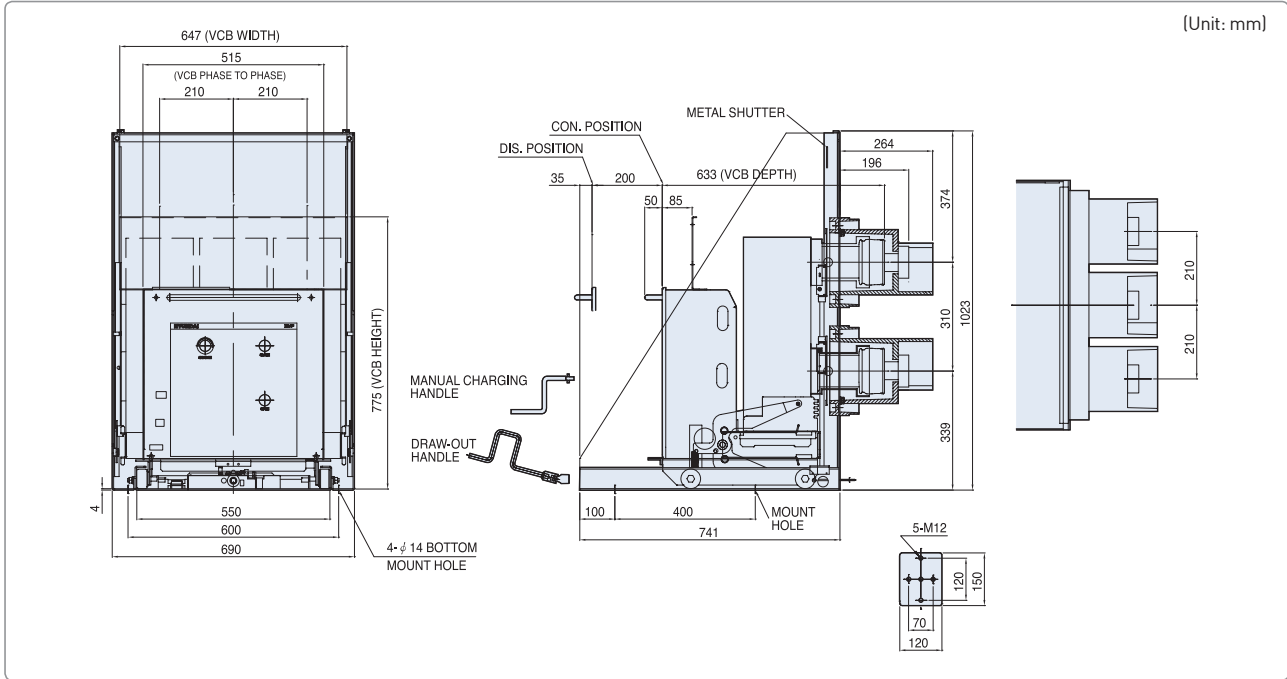 (Unit: mm)
647 (VCB WIDTH)
515
(VCB PHASE TO PHASE)
210
210
775 (VCB HEIGHT)
HYUNDAI
4
550
600
690
4-ϕ 14 BOTTOM
MOUNT HOLE
METAL SHUTTER
CON. POSITION
DIS. POSITION
35
200
633 (VCB DEPTH)
264
196
50
85
374
310
339
1023
MANUAL CHARGING
HANDLE
DRAW-OUT
HANDLE
100
400
741
MOUNT
HOLE
210
210
5-M12
120
150
70
120